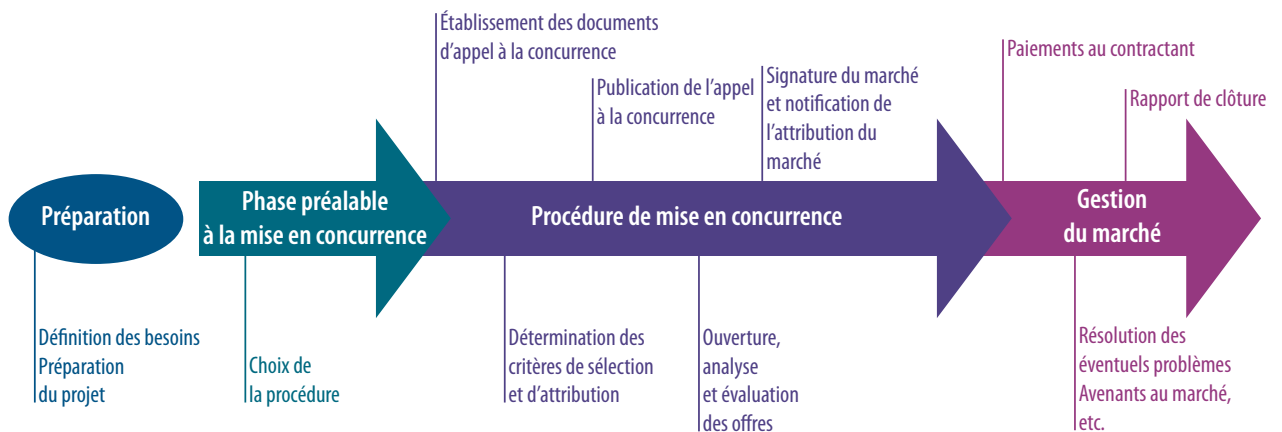 Établissement des documents
d'appel à la concurrence
Publication de l'appel
à la concurrence
Signature du marché
et notification de
l'attribution du
marché
Paiements au contractant
Rapport de clôture
Préparation
Phase préalable
à la mise en concurrence
Procédure de mise en concurrence
Gestion
du marché
Définition des besoins
Préparation
du projet
Choix de
la procédure
Détermination des
critères de sélection
et d'attribution
Ouverture,
analyse
et évaluation
des offres
Résolution des
éventuels problèmes
Avenants au marché,
etc.